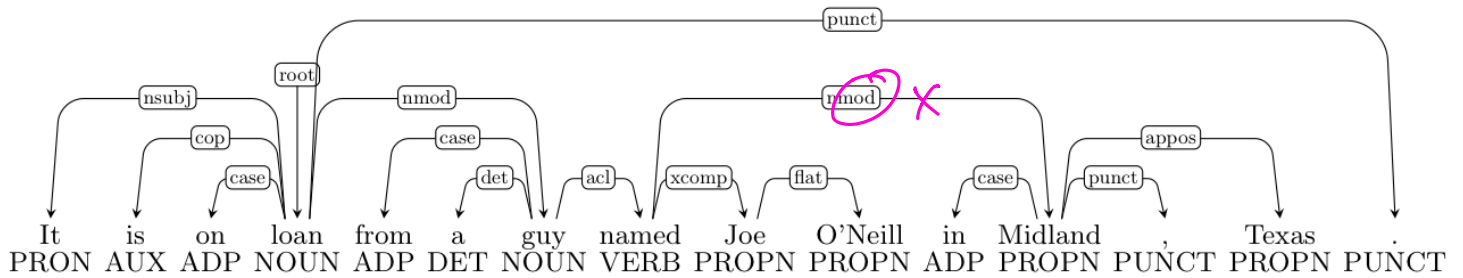 punct
root
nsubj nmod nmod X
cop case appos
case det acl xcomp flat case punct
It is on loan from a guy named Joe O'Neill in Midland , Texas .
PRON AUX ADP NOUN ADP DET NOUN VERB PROPN PROPN ADP PROPN PUNCT PROPN PUNCT